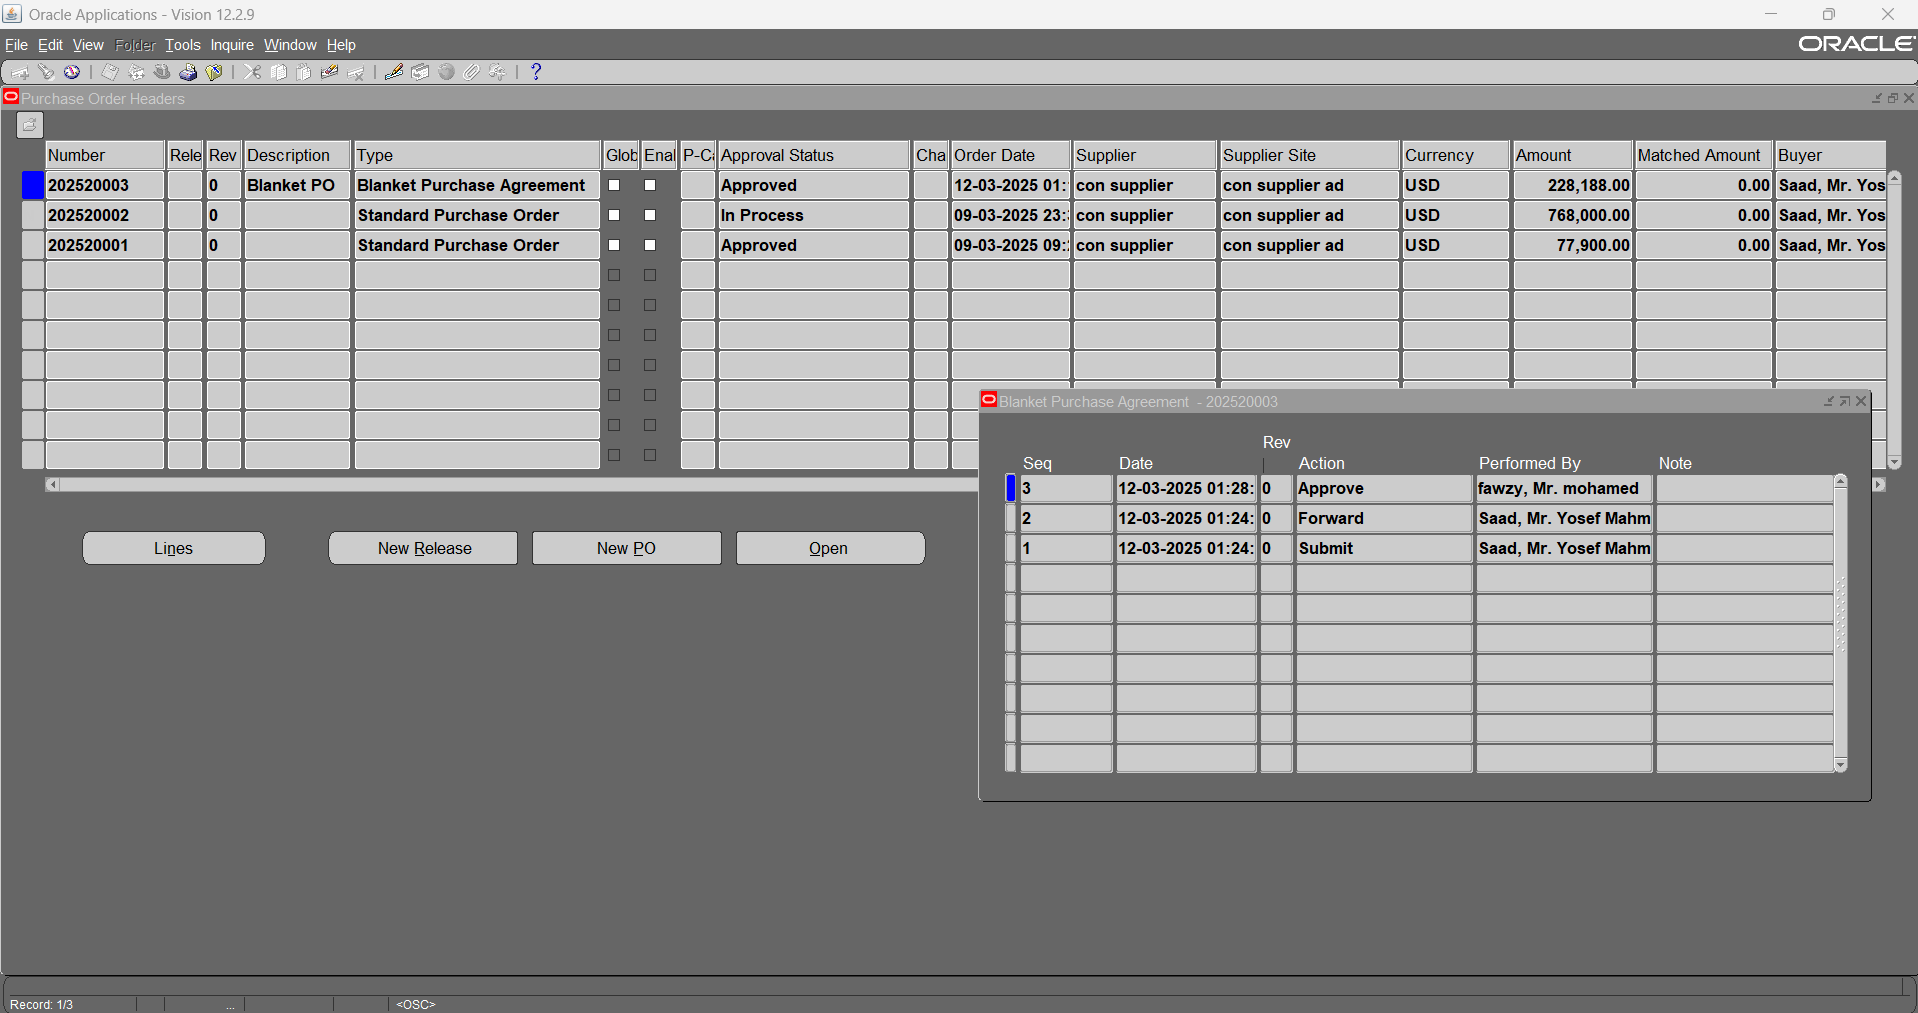 Oracle Applications - Vision 12.2.9
File Edit View Folder Tools Inquire Window Help
ORACLE
Purchase Order Headers
Number Rele Rev Description Type Glob Enal P-Ca Approval Status Cha Order Date Supplier Supplier Site Currency Amount Matched Amount Buyer
202520003 0 Blanket PO Blanket Purchase Agreement Approved 12-03-2025 01: con supplier con supplier ad USD 228,188.00 0.00 Saad, Mr. Yos
202520002 0 Standard Purchase Order In Process 09-03-2025 23: con supplier con supplier ad USD 768,000.00 0.00 Saad, Mr. Yos
202520001 0 Standard Purchase Order Approved 09-03-2025 09: con supplier con supplier ad USD 77,900.00 0.00 Saad, Mr. Yos
Blanket Purchase Agreement - 202520003
Rev
Seq Date Action Performed By Note
3 12-03-2025 01:28: 0 Approve fawzy, Mr. mohamed
2 12-03-2025 01:24: 0 Forward Saad, Mr. Yosef Mahm
1 12-03-2025 01:24: 0 Submit Saad, Mr. Yosef Mahm
Lines New Release New PO Open
Record: 1/3 ... <OSC>